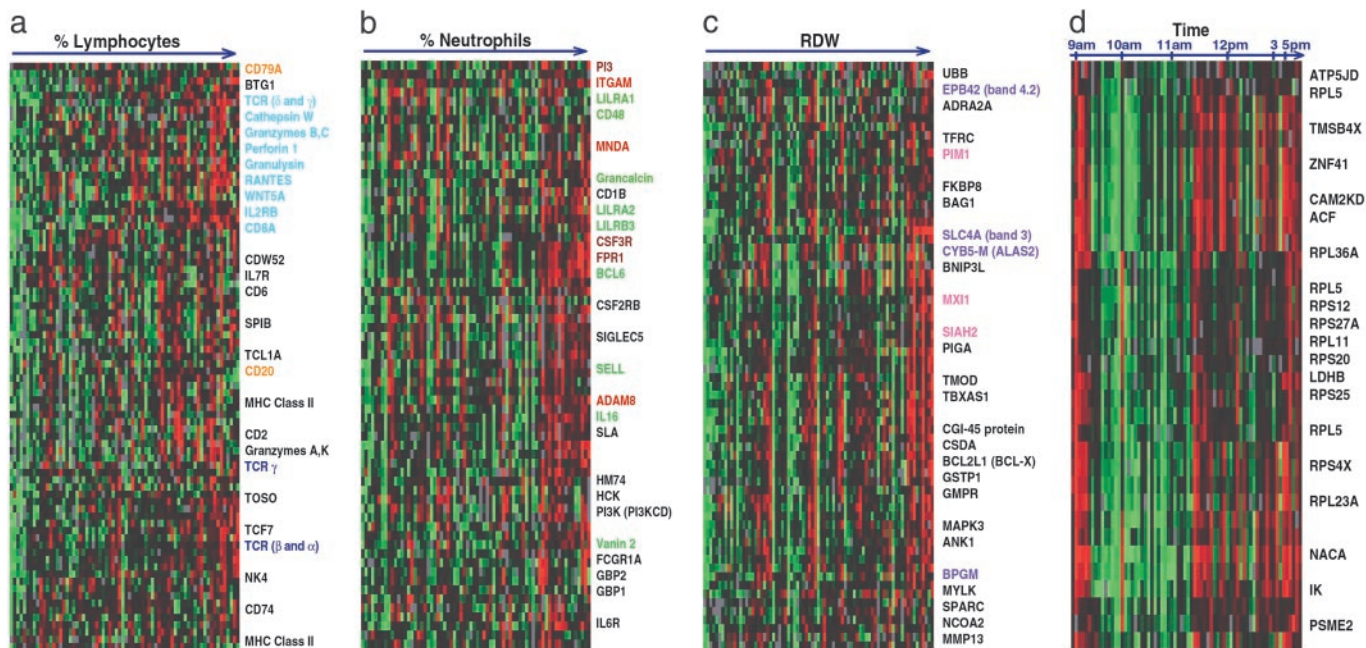 a
% Lymphocytes
CD79A
BTG1
TCR (δ and γ)
Cathepsin W
Granzymes B,C
Perforin 1
Granulysin
RANTES
WNT5A
IL2RB
CD8A
CDW52
IL7R
CD6
SPIB
TCL1A
CD20
MHC Class II
CD2
Granzymes A,K
TCR γ
TOSO
TCF7
TCR (β and α)
NK4
CD74
MHC Class II
b
% Neutrophils
PI3
ITGAM
LILRA1
CD48
MNDA
Grancalcin
CD1B
LILRA2
LILRB3
CSF3R
FPR1
BCL6
CSF2RB
SIGLEC5
SELL
ADAM8
IL16
SLA
HM74
HCK
PI3K (PI3KCD)
Vanin 2
FCGR1A
GBP2
GBP1
IL6R
c
RDW
UBB
EPB42 (band 4.2)
ADRA2A
TFRC
PIM1
FKBP8
BAG1
SLC4A (band 3)
CYB5-M (ALAS2)
BNIP3L
MXI1
SIAH2
PIGA
TMOD
TBXAS1
CGI-45 protein
CSDA
BCL2L1 (BCL-X)
GSTP1
GMPR
MAPK3
ANK1
BPGM
MYLK
SPARC
NCOA2
MMP13
d
Time
9am 10am 11am 12pm 3 5pm
ATP5JD
RPL5
TMSB4X
ZNF41
CAM2KD
ACF
RPL36A
RPL5
RPS12
RPS27A
RPL11
RPS20
LDHB
RPS25
RPL5
RPS4X
RPL23A
NACA
IK
PSME2